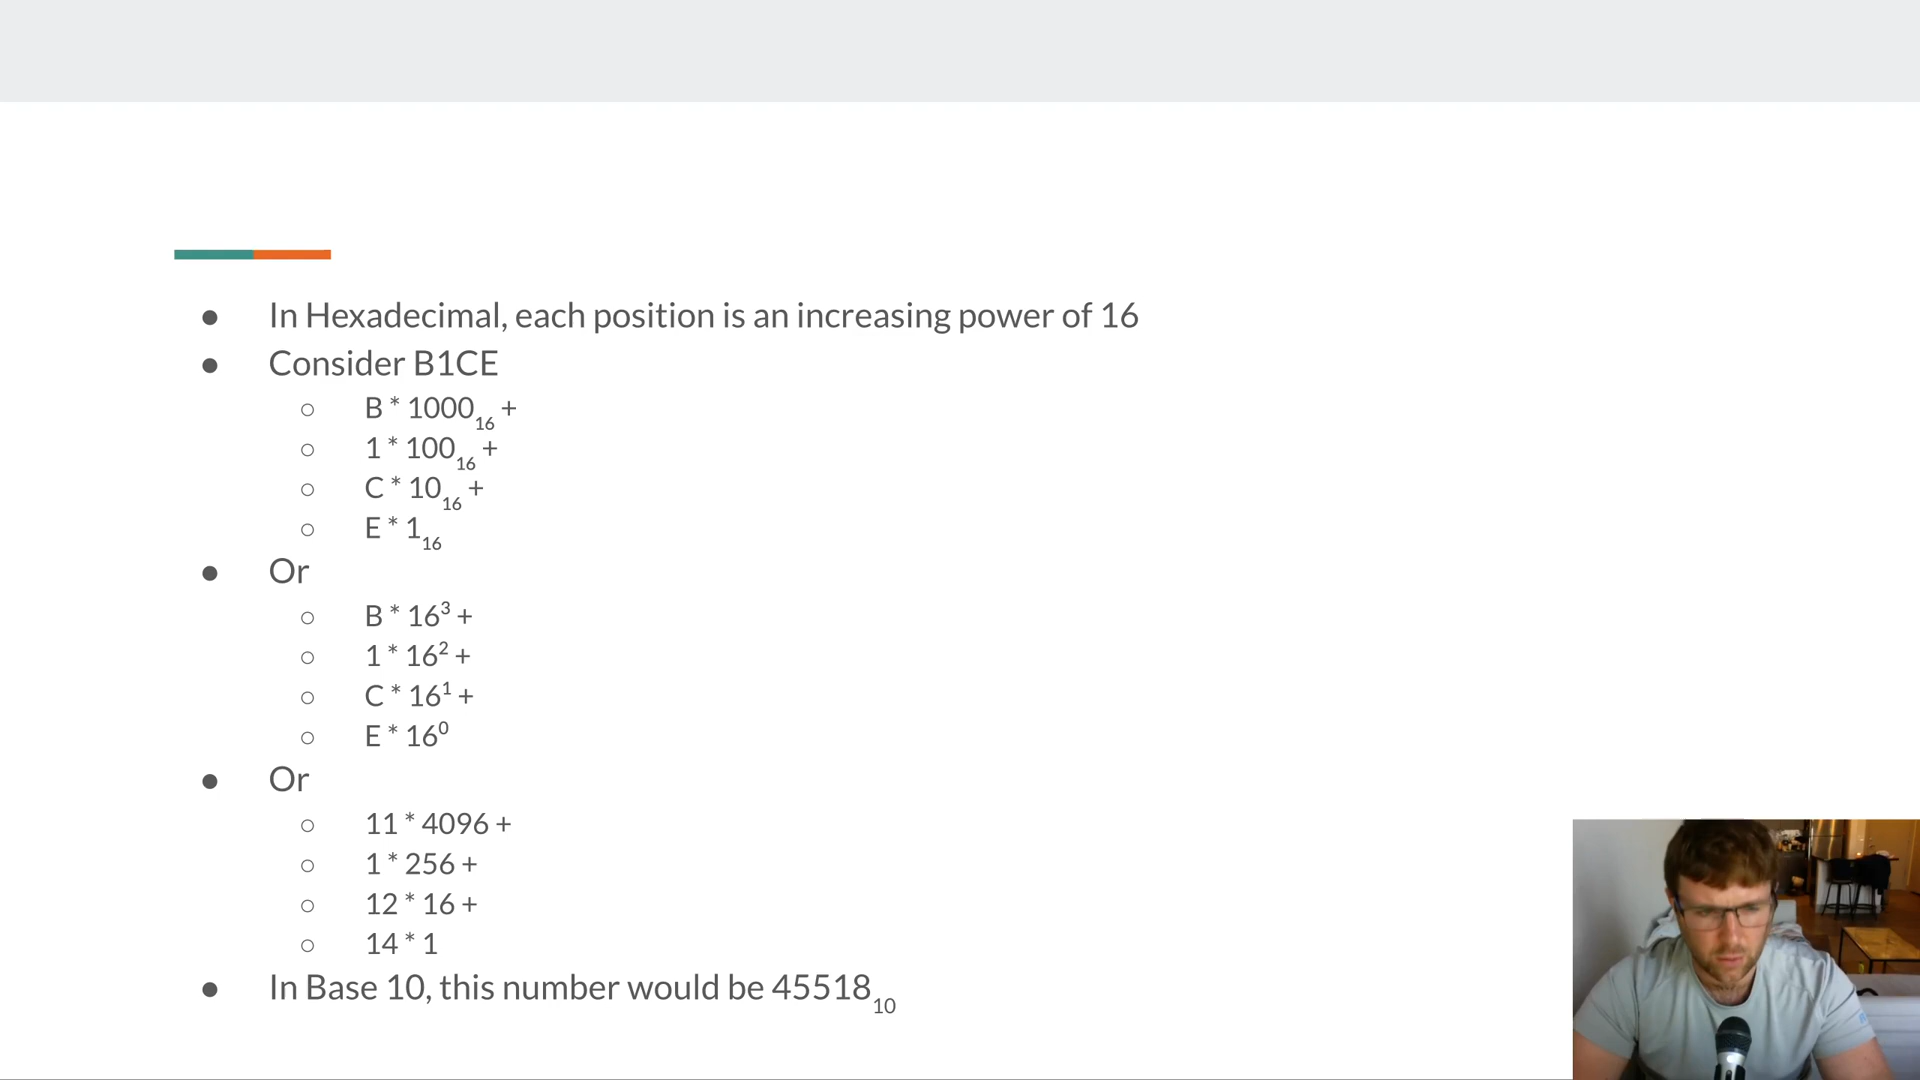 ● In Hexadecimal, each position is an increasing power of 16
● Consider B1CE
○ B * 1000₁₆ +
○ 1 * 100₁₆ +
○ C * 10₁₆ +
○ E * 1₁₆
● Or
○ B * 16³ +
○ 1 * 16² +
○ C * 16¹ +
○ E * 16⁰
● Or
○ 11 * 4096 +
○ 1 * 256 +
○ 12 * 16 +
○ 14 * 1
● In Base 10, this number would be 45518₁₀